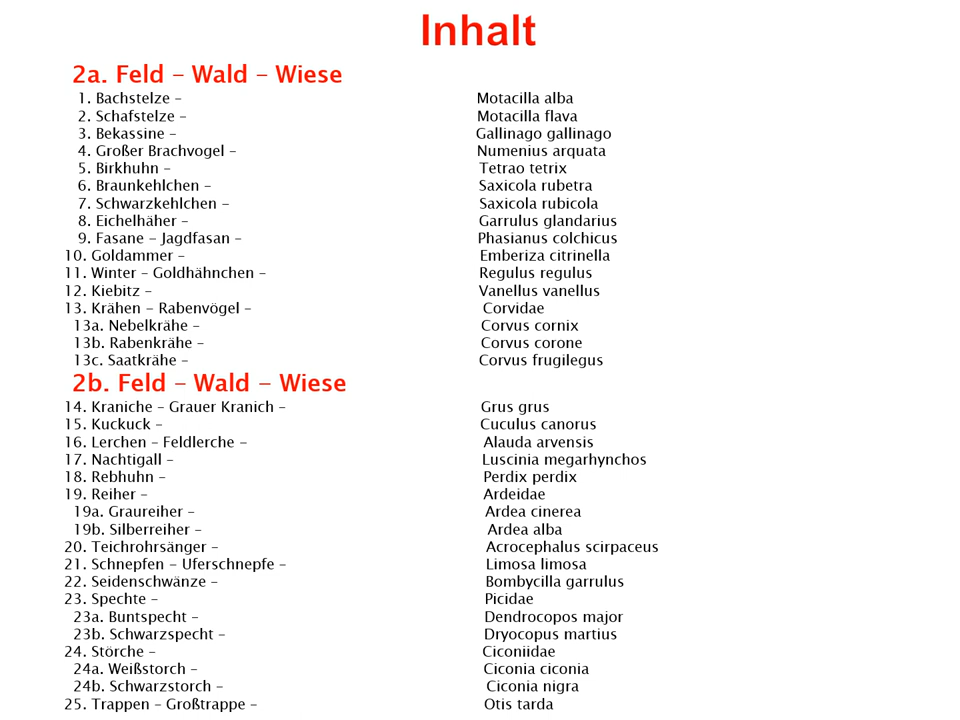 Inhalt
2a. Feld – Wald – Wiese
1. Bachstelze – Motacilla alba
2. Schafstelze – Motacilla flava
3. Bekassine – Gallinago gallinago
4. Großer Brachvogel – Numenius arquata
5. Birkhuhn – Tetrao tetrix
6. Braunkehlchen – Saxicola rubetra
7. Schwarzkehlchen – Saxicola rubicola
8. Eichelhäher – Garrulus glandarius
9. Fasane – Jagdfasan – Phasianus colchicus
10. Goldammer – Emberiza citrinella
11. Winter – Goldhähnchen – Regulus regulus
12. Kiebitz – Vanellus vanellus
13. Krähen – Rabenvögel – Corvidae
13a. Nebelkrähe – Corvus cornix
13b. Rabenkrähe – Corvus corone
13c. Saatkrähe – Corvus frugilegus
2b. Feld – Wald – Wiese
14. Kraniche – Grauer Kranich – Grus grus
15. Kuckuck – Cuculus canorus
16. Lerchen – Feldlerche – Alauda arvensis
17. Nachtigall – Luscinia megarhynchos
18. Rebhuhn – Perdix perdix
19. Reiher – Ardeidae
19a. Graureiher – Ardea cinerea
19b. Silberreiher – Ardea alba
20. Teichrohrsänger – Acrocephalus scirpaceus
21. Schnepfen – Uferschnepfe – Limosa limosa
22. Seidenschwänze – Bombycilla garrulus
23. Spechte – Picidae
23a. Buntspecht – Dendrocopos major
23b. Schwarzspecht – Dryocopus martius
24. Störche – Ciconiidae
24a. Weißstorch – Ciconia ciconia
24b. Schwarzstorch – Ciconia nigra
25. Trappen – Großtrappe – Otis tarda